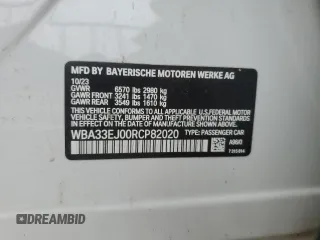 MFD BY BAYERISCHE MOTOREN WERKE AG
10/23
GVWR 6570 lbs 2980 kg
GAWR FRONT 3241 lbs 1470 kg
GAWR REAR 3549 lbs 1610 kg
THIS VEHICLE CONFORMS TO ALL APPLICABLE U.S. FEDERAL MOTOR VEHICLE SAFETY, BUMPER, AND THEFT PREVENTION STANDARDS IN EFFECT ON THE DATE OF MANUFACTURE SHOWN ABOVE.
WBA33EJ00RCP82020 TYPE: PASSENGER CAR
© DREAMBID